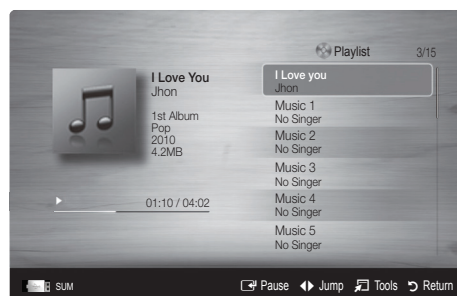 Playlist 3/15
I Love You
Jhon
1st Album
Pop
2010
4.2MB
01:10 / 04:02
I Love you
Jhon
Music 1
No Singer
Music 2
No Singer
Music 3
No Singer
Music 4
No Singer
Music 5
No Singer
SUM Pause Jump Tools Return